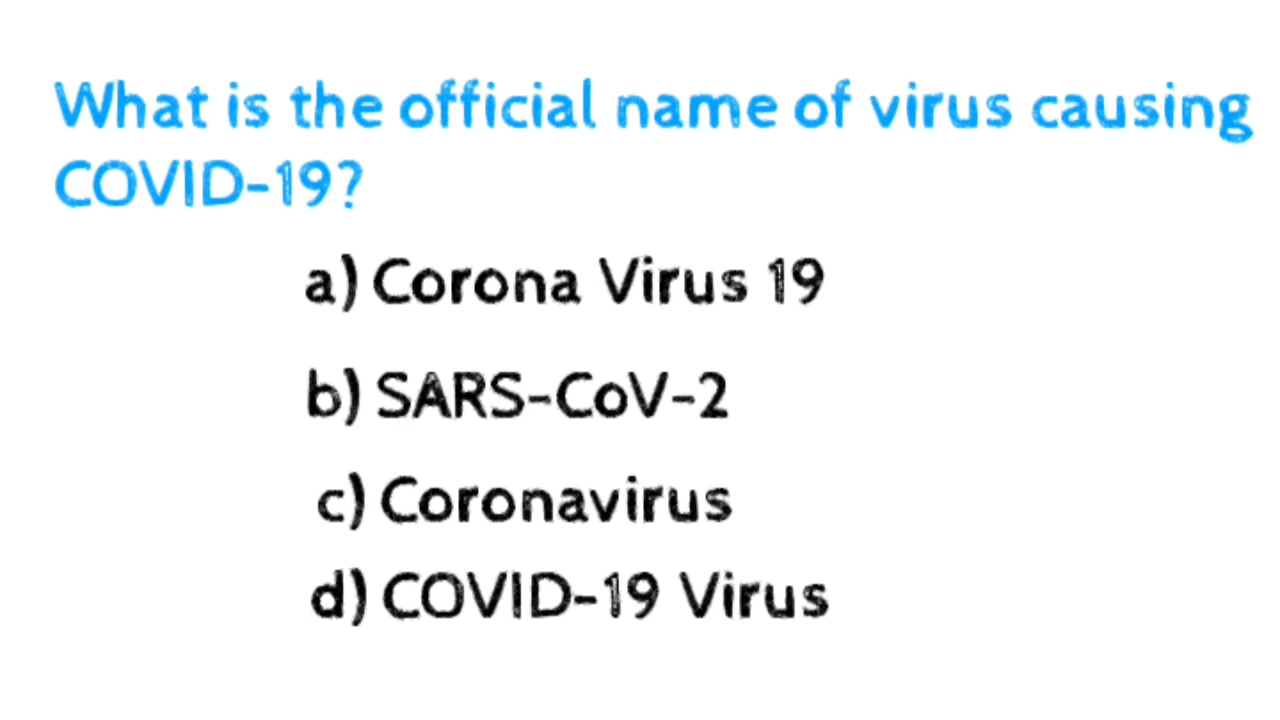 What is the official name of virus causing
COVID-19?
a) Corona Virus 19
b) SARS-CoV-2
c) Coronavirus
d) COVID-19 Virus